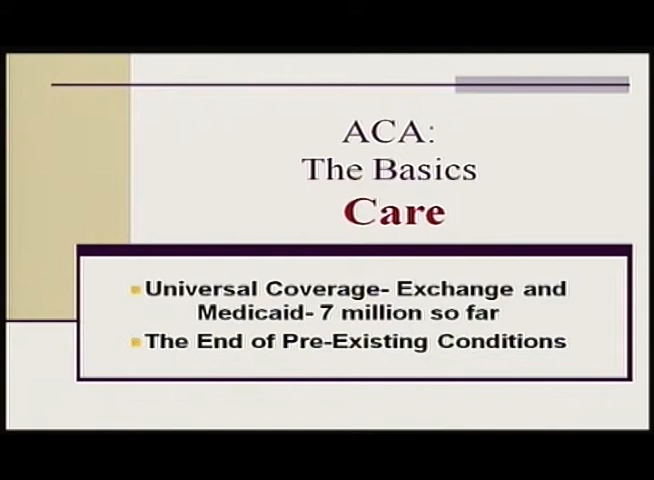 ACA:
The Basics
Care
Universal Coverage- Exchange and
Medicaid- 7 million so far
The End of Pre-Existing Conditions